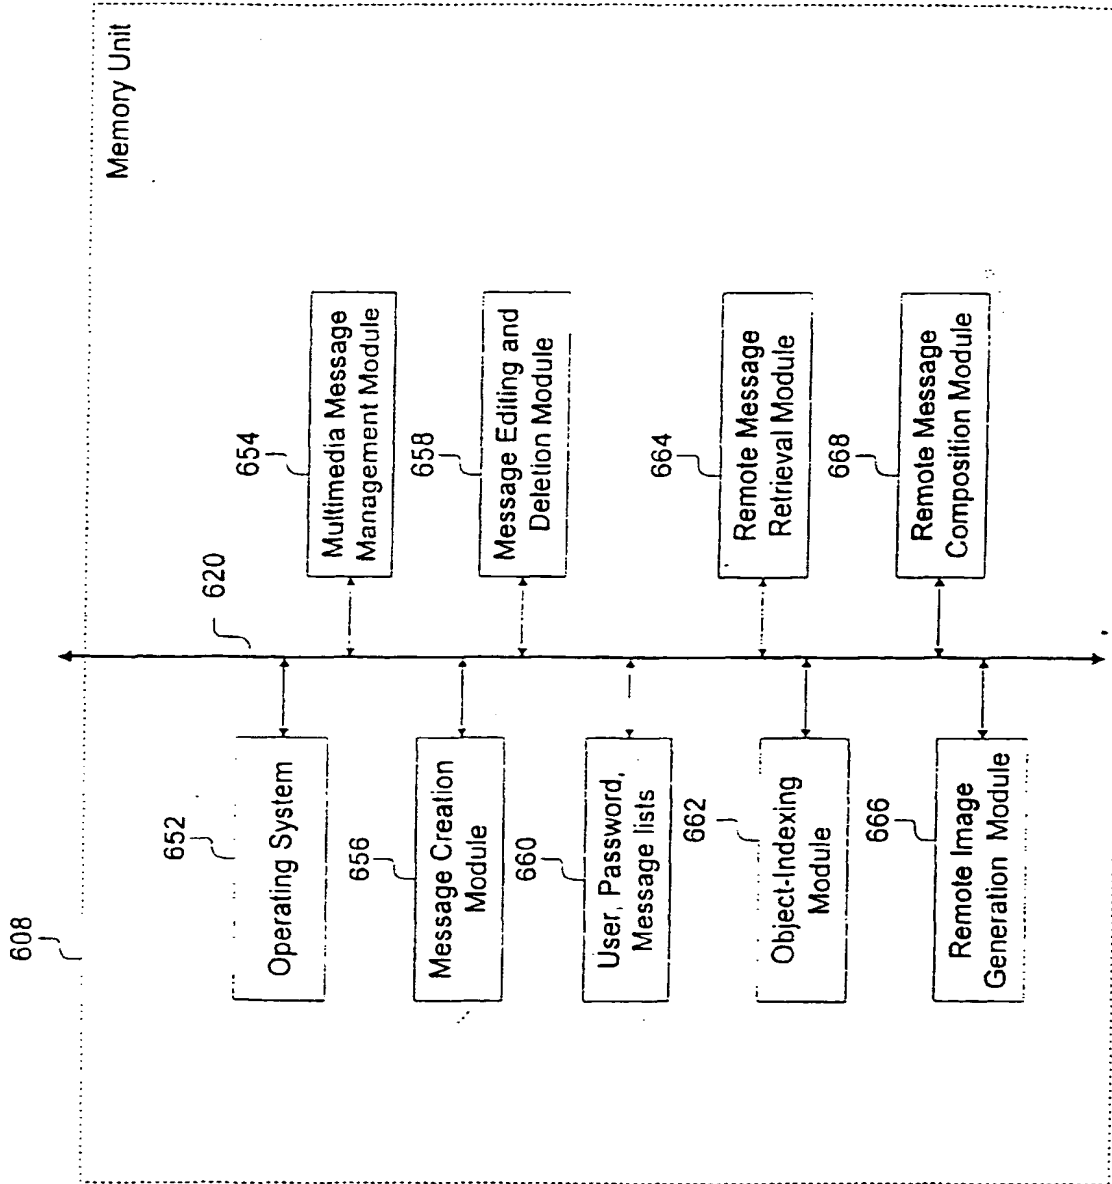 608
Memory Unit
620
652
Operating System
654
Multimedia Message
Management Module
656
Message Creation
Module
658
Message Editing and
Deletion Module
660
User, Password,
Message lists
662
Object-Indexing
Module
664
Remote Message
Retrieval Module
666
Remote Image
Generation Module
668
Remote Message
Composition Module